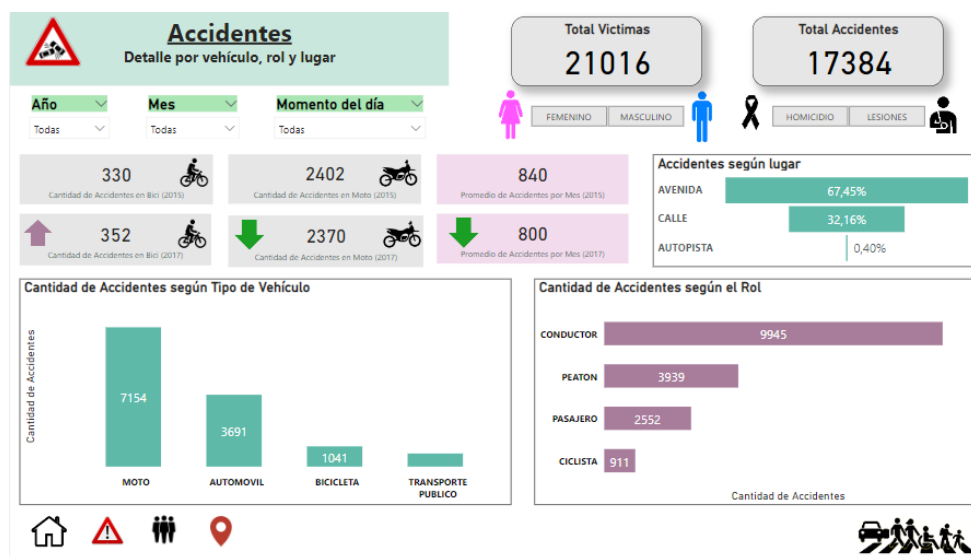 Accidentes
Detalle por vehículo, rol y lugar
Total Victimas
21016
Total Accidentes
17384
Año
Mes
Momento del día
Todas
Todas
Todas
FEMENINO
MASCULINO
HOMICIDIO
LESIONES
330
Cantidad de Accidentes en Bici (2015)
2402
Cantidad de Accidentes en Moto (2015)
840
Promedio de Accidentes por Mes (2015)
352
Cantidad de Accidentes en Bici (2017)
2370
Cantidad de Accidentes en Moto (2017)
800
Promedio de Accidentes por Mes (2017)
Accidentes según lugar
AVENIDA
67,45%
CALLE
32,16%
AUTOPISTA
0,40%
Cantidad de Accidentes según Tipo de Vehículo
Cantidad de Accidentes
7154
3691
1041
MOTO
AUTOMOVIL
BICICLETA
TRANSPORTE
PUBLICO
Cantidad de Accidentes según el Rol
CONDUCTOR
9945
PEATON
3939
PASAJERO
2552
CICLISTA
911
Cantidad de Accidentes